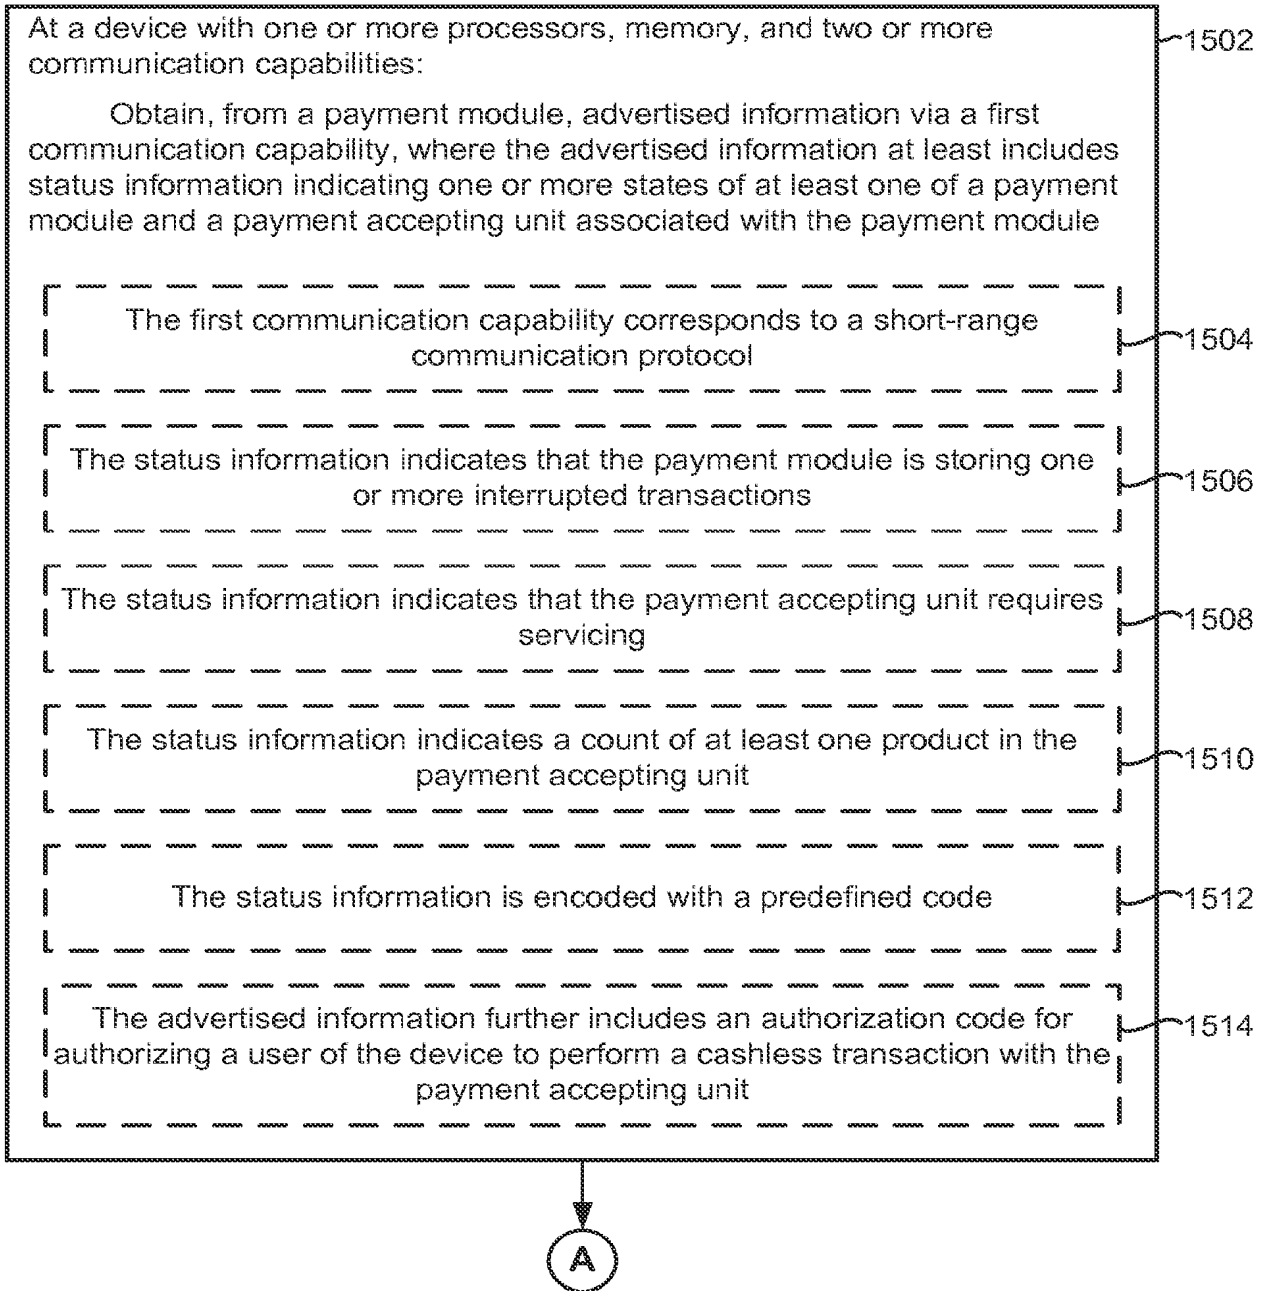 At a device with one or more processors, memory, and two or more
communication capabilities:
Obtain, from a payment module, advertised information via a first
communication capability, where the advertised information at least includes
status information indicating one or more states of at least one of a payment
module and a payment accepting unit associated with the payment module
1502
The first communication capability corresponds to a short-range
communication protocol
1504
The status information indicates that the payment module is storing one
or more interrupted transactions
1506
The status information indicates that the payment accepting unit requires
servicing
1508
The status information indicates a count of at least one product in the
payment accepting unit
1510
The status information is encoded with a predefined code
1512
The advertised information further includes an authorization code for
authorizing a user of the device to perform a cashless transaction with the
payment accepting unit
1514
A